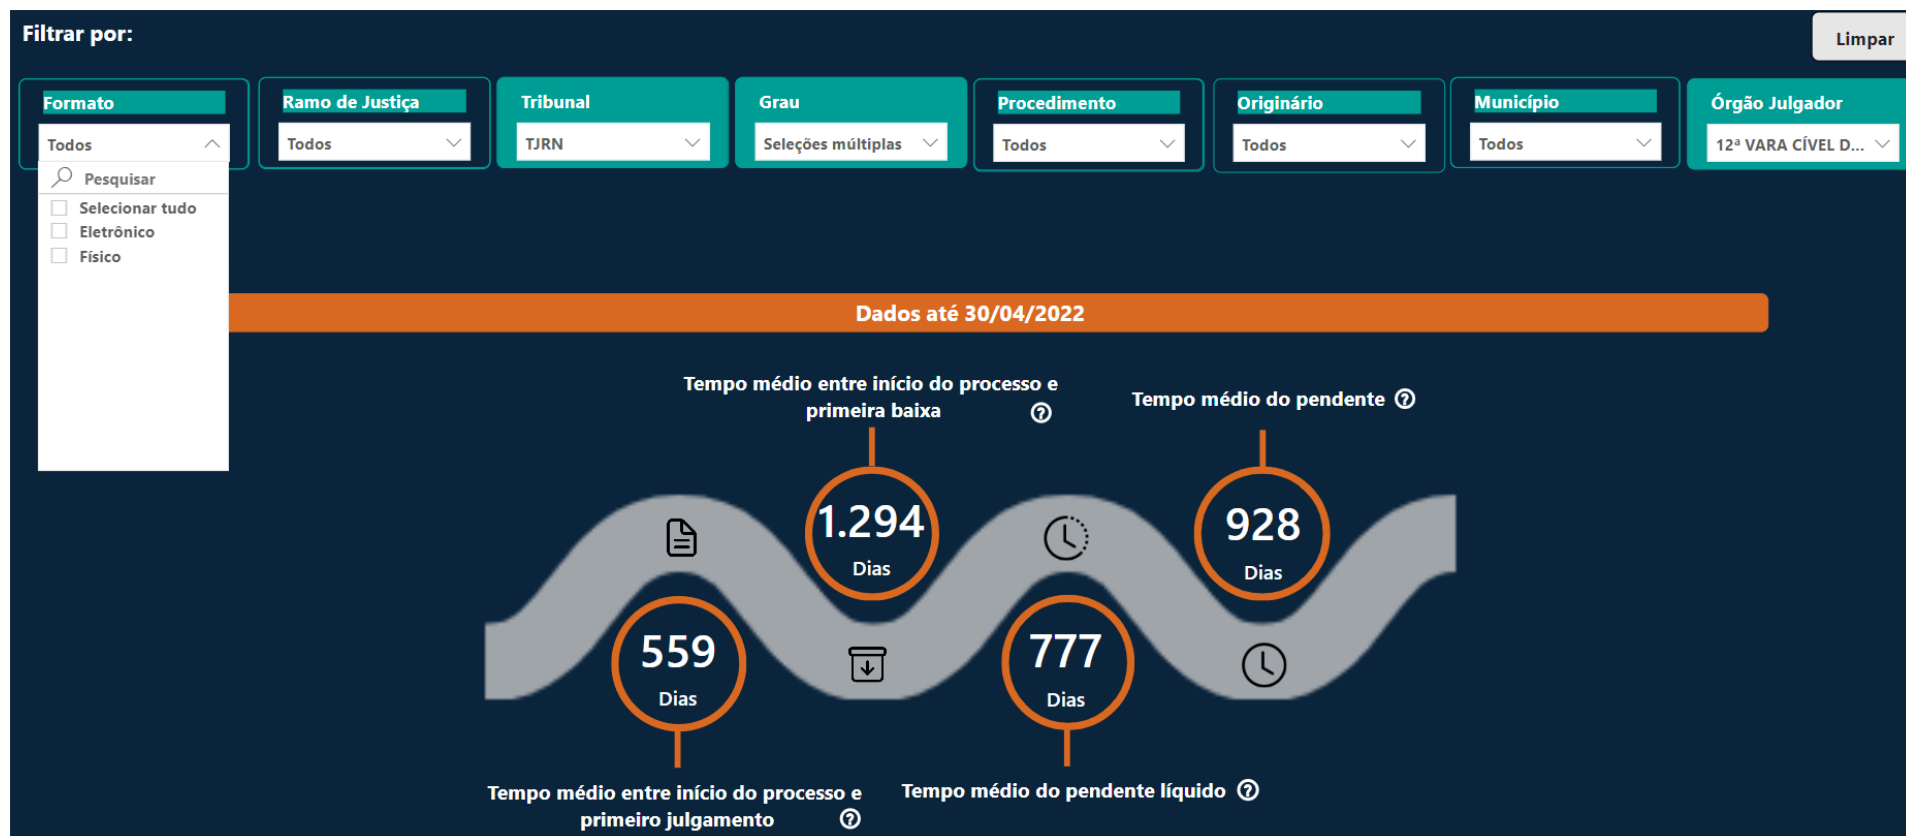 Filtrar por:
Limpar
Formato
Todos
Pesquisar
Selecionar tudo
Eletrônico
Físico
Ramo de Justiça
Todos
Tribunal
TJRN
Grau
Seleções múltiplas
Procedimento
Todos
Originário
Todos
Município
Todos
Órgão Julgador
12ª VARA CÍVEL D...
Dados até 30/04/2022
Tempo médio entre início do processo e
primeira baixa
1.294
Dias
Tempo médio do pendente
928
Dias
559
Dias
Tempo médio entre início do processo e
primeiro julgamento
777
Dias
Tempo médio do pendente líquido